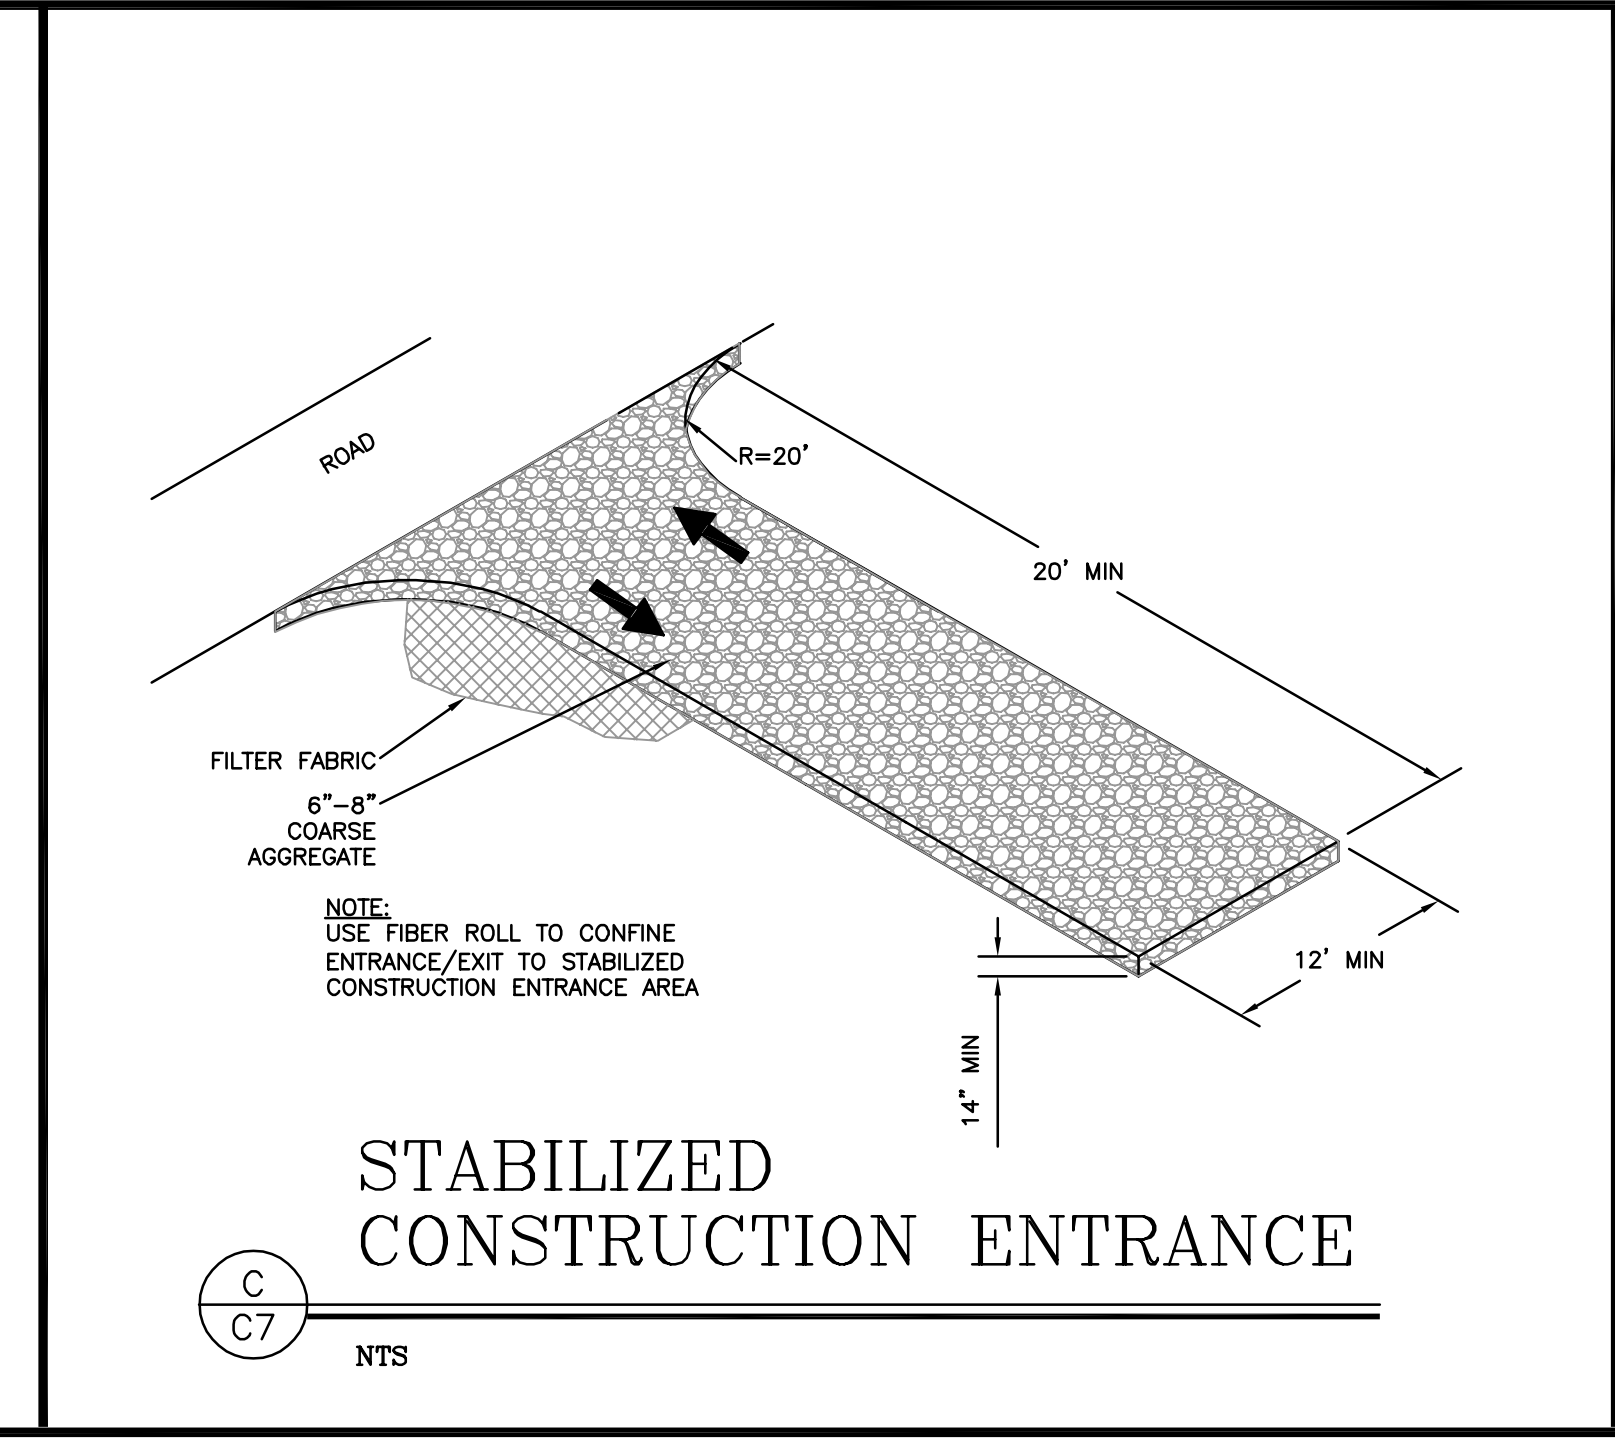 ROAD
R=20'
20' MIN
FILTER FABRIC
6"-8"
COARSE
AGGREGATE
NOTE:
USE FIBER ROLL TO CONFINE
ENTRANCE/EXIT TO STABILIZED
CONSTRUCTION ENTRANCE AREA
12' MIN
14" MIN
STABILIZED
CONSTRUCTION ENTRANCE
C
C7
NTS